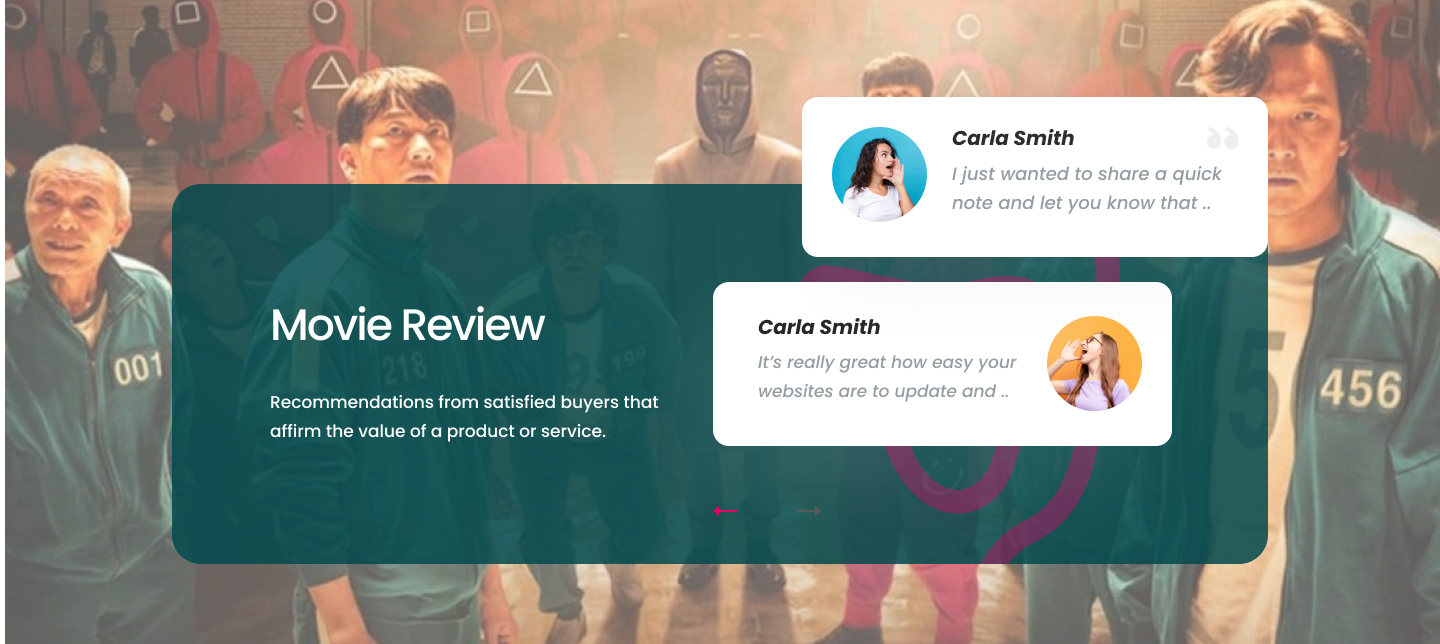 Movie Review
Recommendations from satisfied buyers that
affirm the value of a product or service.
Carla Smith
I just wanted to share a quick
note and let you know that ..
Carla Smith
It’s really great how easy your
websites are to update and ..
001
218
199
456